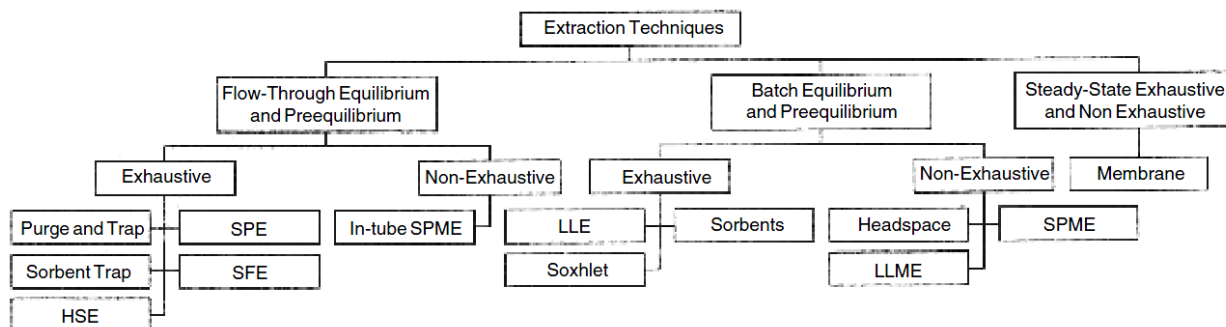 Extraction Techniques
Flow-Through Equilibrium
and Preequilibrium
Batch Equilibrium
and Preequilibrium
Steady-State Exhaustive
and Non Exhaustive
Exhaustive
Non-Exhaustive
Exhaustive
Non-Exhaustive
Membrane
Purge and Trap
SPE
In-tube SPME
LLE
Sorbents
Headspace
SPME
Sorbent Trap
SFE
Soxhlet
LLME
HSE